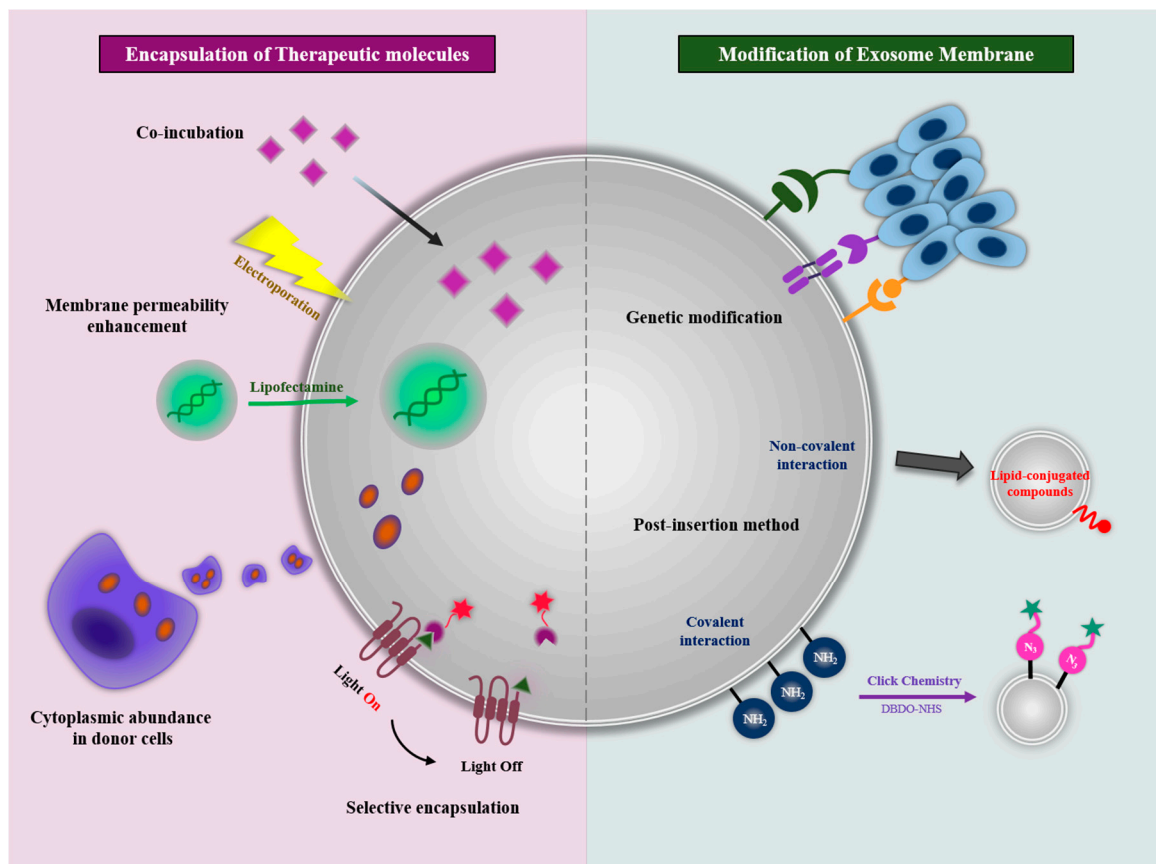 Encapsulation of Therapeutic molecules
Co-incubation
Electroporation
Membrane permeability
enhancement
Lipofectamine
Cytoplasmic abundance
in donor cells
Light On
Light Off
Selective encapsulation
Modification of Exosome Membrane
Genetic modification
Non-covalent
interaction
Lipid-conjugated
compounds
Post-insertion method
Covalent
interaction
NH₂
NH₂
NH₂
Click Chemistry
DBDO-NHS
N₃
N₃